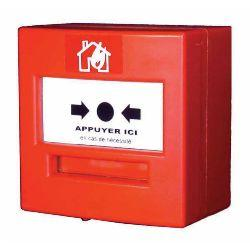 APPUYER ICI
en cas de nécessité